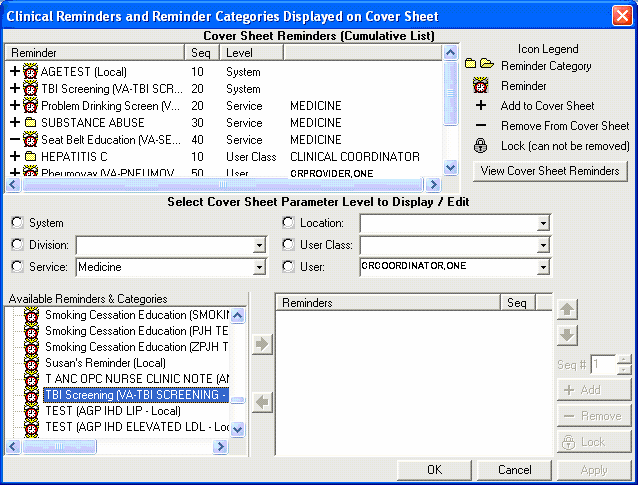 Clinical Reminders and Reminder Categories Displayed on Cover Sheet
Cover Sheet Reminders (Cumulative List)
Reminder Seq Level
AGETEST (Local) 10 System
TBI Screening (VA-TBI SCR... 20 System
Problem Drinking Screen (V... 20 Service MEDICINE
SUBSTANCE ABUSE 30 Service MEDICINE
Seat Belt Education (VA-SE... 40 Service MEDICINE
HEPATITIS C 10 User Class CLINICAL COORDINATOR
Pneumovax (VA-PNEUMOV... 50 User CRPROVIDER,ONE
Icon Legend
Reminder Category
Reminder
Add to Cover Sheet
Remove From Cover Sheet
Lock (can not be removed)
View Cover Sheet Reminders
Select Cover Sheet Parameter Level to Display / Edit
System Location:
Division: User Class:
Service: Medicine User: CRCOORDINATOR,ONE
Available Reminders & Categories
Smoking Cessation Education (SMOKIN
Smoking Cessation Education (PJH TE
Smoking Cessation Education (ZPJH T
Susan's Reminder (Local)
T ANC OPC NURSE CLINIC NOTE (AN
TBI Screening (VA-TBI SCREENING -
TEST (AGP IHD LIP - Local)
TEST (AGP IHD ELEVATED LDL - Loc
Reminders Seq
Seq # 1
Add
Remove
Lock
OK Cancel Apply